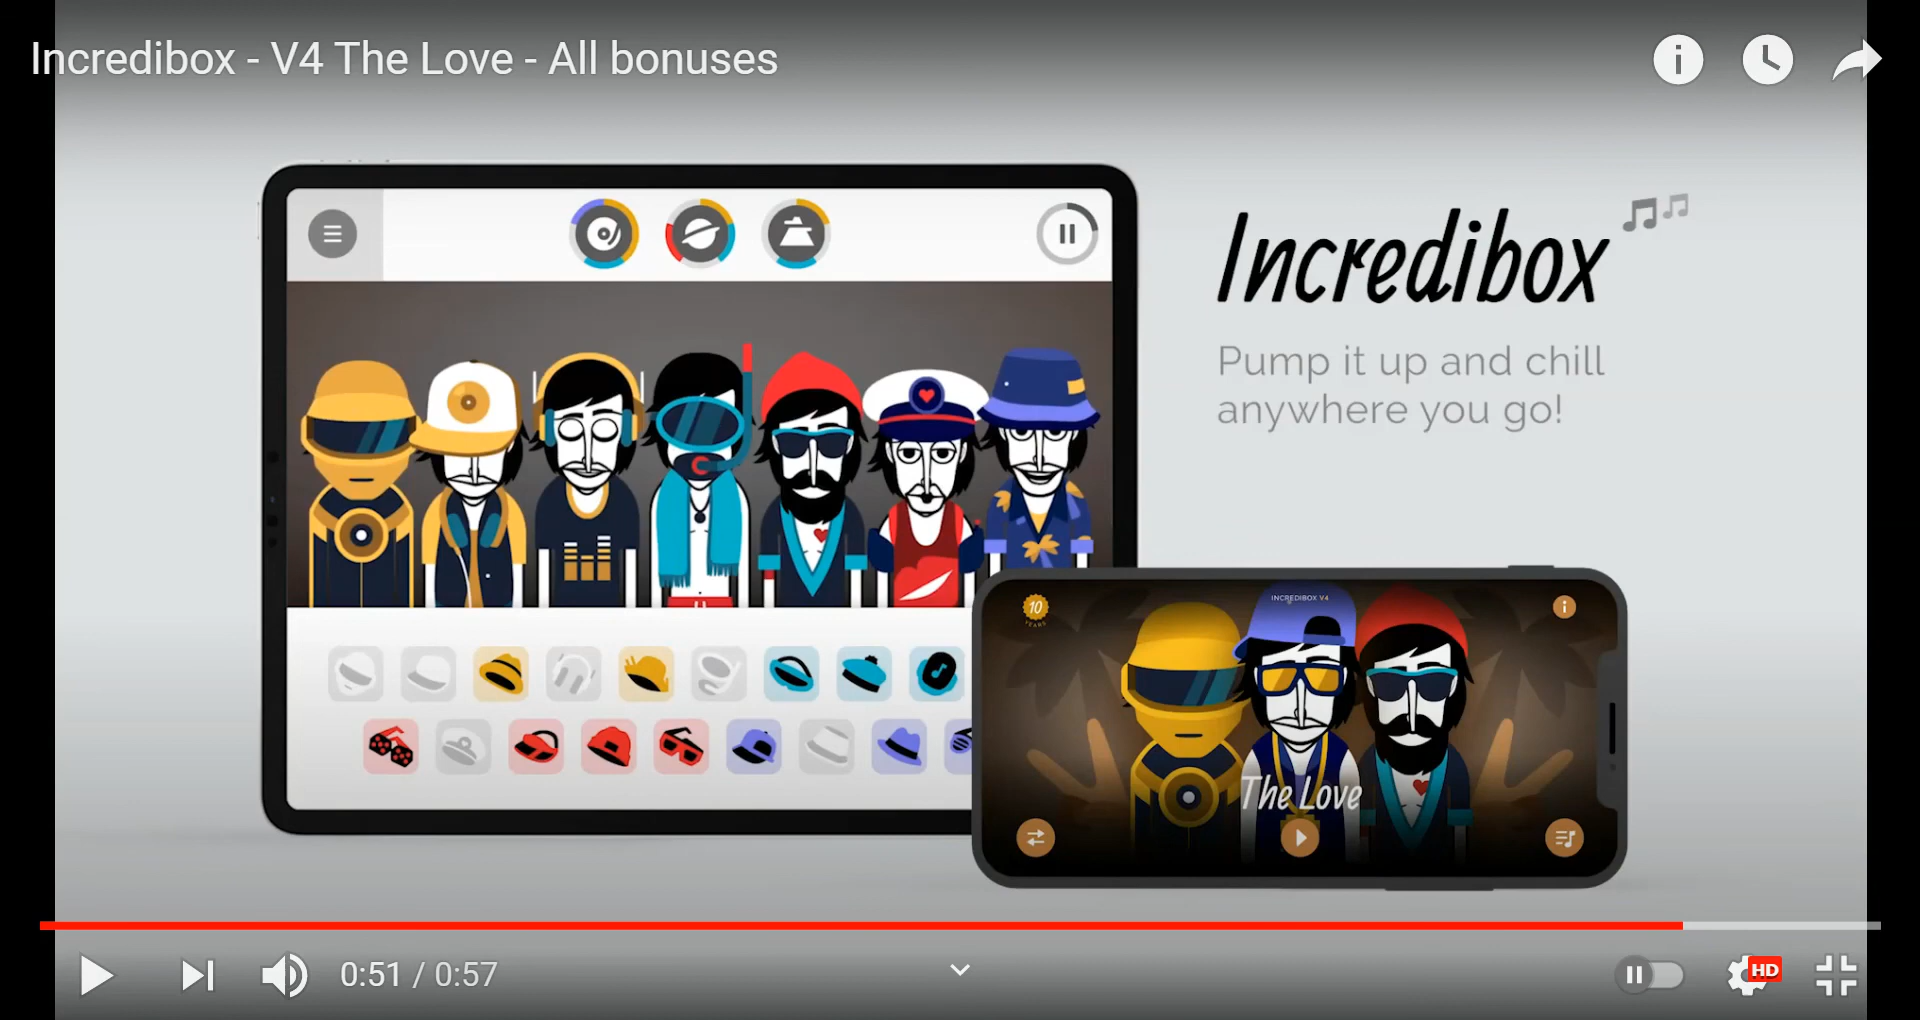 Incredibox - V4 The Love - All bonuses
Incredibox
Pump it up and chill
anywhere you go!
10
YEARS
INCREDIBOX V4
The Love
0:51 / 0:57
HD